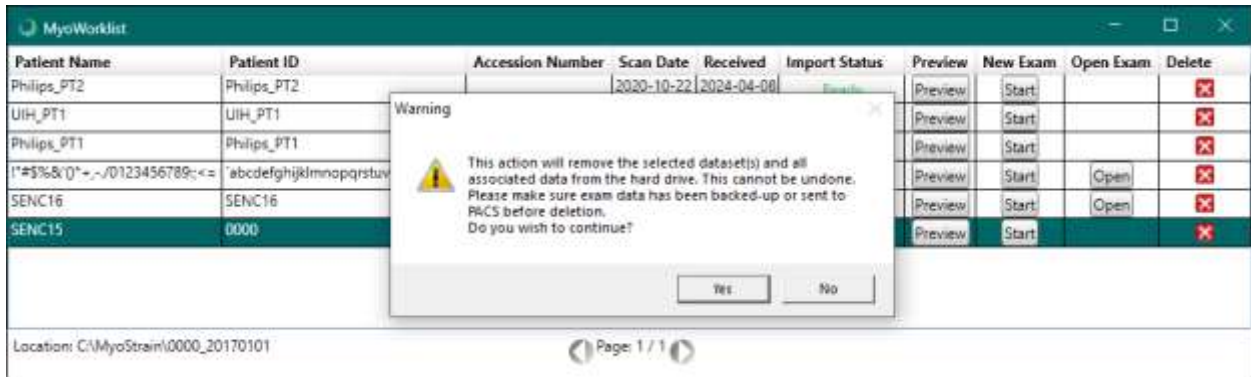 MyoWorklist
Patient Name Patient ID Accession Number Scan Date Received Import Status Preview New Exam Open Exam Delete
Philips_PT2 Philips_PT2 2020-10-22 2024-04-08 Ready Preview Start
UIH_PT1 UIH_PT1 Preview Start
Philips_PT1 Philips_PT1 Preview Start
!"#$%&'()*+,-./0123456789:;<= `abcdefghijklmnopqrstuv Preview Start Open
SENC16 SENC16 Preview Start Open
SENC15 0000 Preview Start
Warning
This action will remove the selected dataset(s) and all
associated data from the hard drive. This cannot be undone.
Please make sure exam data has been backed-up or sent to
PACS before deletion.
Do you wish to continue?
Yes No
Location: C:\MyoStrain\0000_20170101 Page: 1 / 1